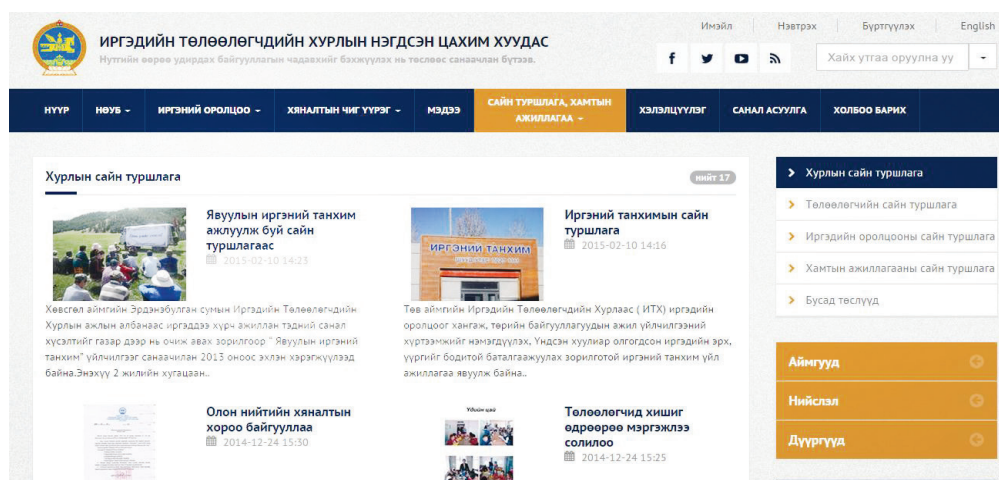 Имэйл Нэвтрэх Бүртгүүлэх English
ИРГЭДИЙН ТӨЛӨӨЛӨГЧДИЙН ХУРЛЫН НЭГДСЭН ЦАХИМ ХУУДАС
Нутгийн өөрөө удирдах байгууллагын чадавхийг бэхжүүлэх нь төслөөс санаачлан бүтээв.
Хайх утгаа оруулна уу
НҮҮР НӨУБ ИРГЭНИЙ ОРОЛЦОО ХЯНАЛТЫН ЧИГ ҮҮРЭГ МЭДЭЭ САЙН ТУРШЛАГА, ХАМТЫН
АЖИЛЛАГАА ХЭЛЭЛЦҮҮЛЭГ САНАЛ АСУУЛГА ХОЛБОО БАРИХ
Хурлын сайн туршлага нийт 17
Явуулын иргэний танхим
ажлуулж буй сайн
туршлагаас
2015-02-10 14:23
Хөвсгөл аймгийн Эрдэнэбулган сумын Иргэдийн Төлөөлөгчдийн
Хурлын ажлын албанаас иргэддээ хүрч ажиллан тэдний санал
хүсэлтийг газар дээр нь очиж авах зорилгоор " Явуулын иргэний
танхим" үйлчилгээг санаачилан 2013 оноос эхлэн хэрэгжүүлээд
байна.Энэхүү 2 жилийн хугацаан..
ИРГЭНИЙ ТАНХИМ
Иргэний танхимын сайн
туршлага
2015-02-10 14:16
Төв аймгийн Иргэдийн Төлөөлөгчдийн Хурлаас ( ИТХ) иргэдийн
оролцоог хангаж, төрийн байгууллагуудын ажил үйлчилгээний
хүртээмжийг нэмэгдүүлэх, Үндсэн хуулиар олгогдсон иргэдийн эрх,
үүргийг бодитой баталгаажуулах зорилготой иргэний танхим үйл
ажиллагаа явуулж байна..
Олон нийтийн хяналтын
хороо байгууллаа
2014-12-24 15:30
Үдийн цай
Төлөөлөгчид хишиг
өдрөөрөө мэргэжлээ
солилоо
2014-12-24 15:25
Хурлын сайн туршлага
Төлөөлөгчийн сайн туршлага
Иргэдийн оролцооны сайн туршлага
Хамтын ажиллагааны сайн туршлага
Бусад төслүүд
Аймгууд
Нийслэл
Дүүргүүд